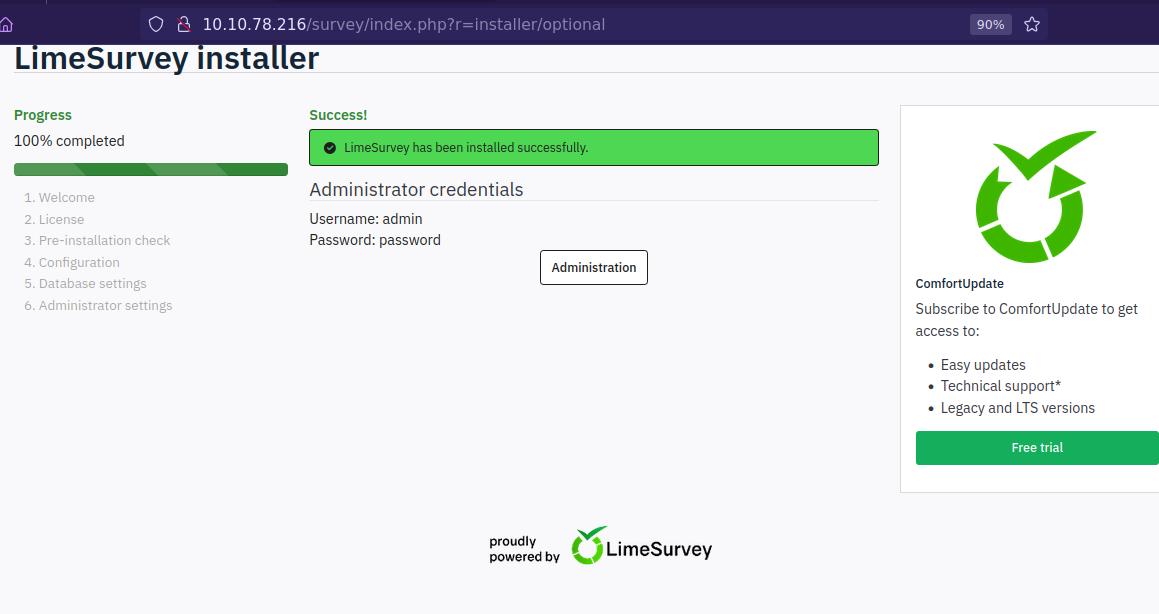 10.10.78.216/survey/index.php?r=installer/optional
90%
LimeSurvey installer
Progress
100% completed
1. Welcome
2. License
3. Pre-installation check
4. Configuration
5. Database settings
6. Administrator settings
Success!
LimeSurvey has been installed successfully.
Administrator credentials
Username: admin
Password: password
Administration
ComfortUpdate
Subscribe to ComfortUpdate to get
access to:
• Easy updates
• Technical support*
• Legacy and LTS versions
Free trial
proudly
powered by
LimeSurvey